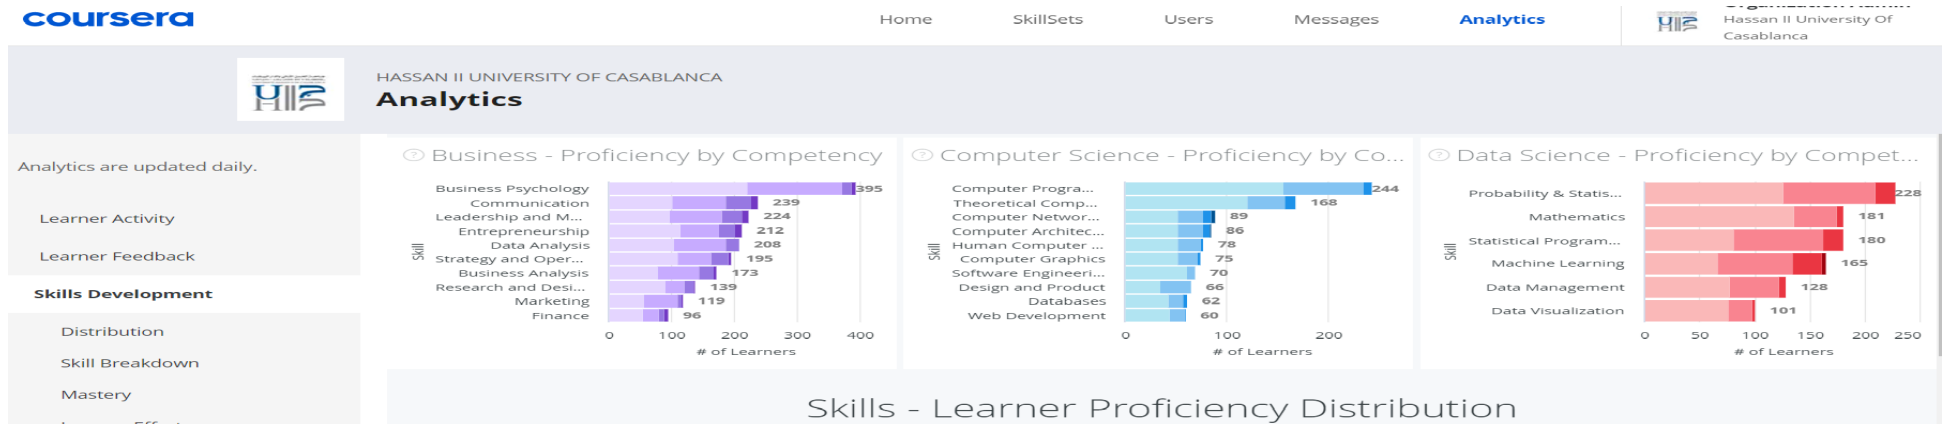 coursera
Home
SkillSets
Users
Messages
Analytics
Hassan II University Of
Casablanca
HASSAN II UNIVERSITY OF CASABLANCA
Analytics
Analytics are updated daily.
Learner Activity
Learner Feedback
Skills Development
Distribution
Skill Breakdown
Mastery
Business - Proficiency by Competency
Skill
Business Psychology 395
Communication 239
Leadership and M... 224
Entrepreneurship 212
Data Analysis 208
Strategy and Oper... 195
Business Analysis 173
Research and Desi... 139
Marketing 119
Finance 96
0 100 200 300 400
# of Learners
Computer Science - Proficiency by Co...
Skill
Computer Progra... 244
Theoretical Comp... 168
Computer Networ... 89
Computer Architec... 86
Human Computer ... 78
Computer Graphics 75
Software Engineeri... 70
Design and Product 66
Databases 62
Web Development 60
0 100 200
# of Learners
Data Science - Proficiency by Compet...
Skill
Probability & Statis... 228
Mathematics 181
Statistical Program... 180
Machine Learning 165
Data Management 128
Data Visualization 101
0 50 100 150 200 250
# of Learners
Skills - Learner Proficiency Distribution